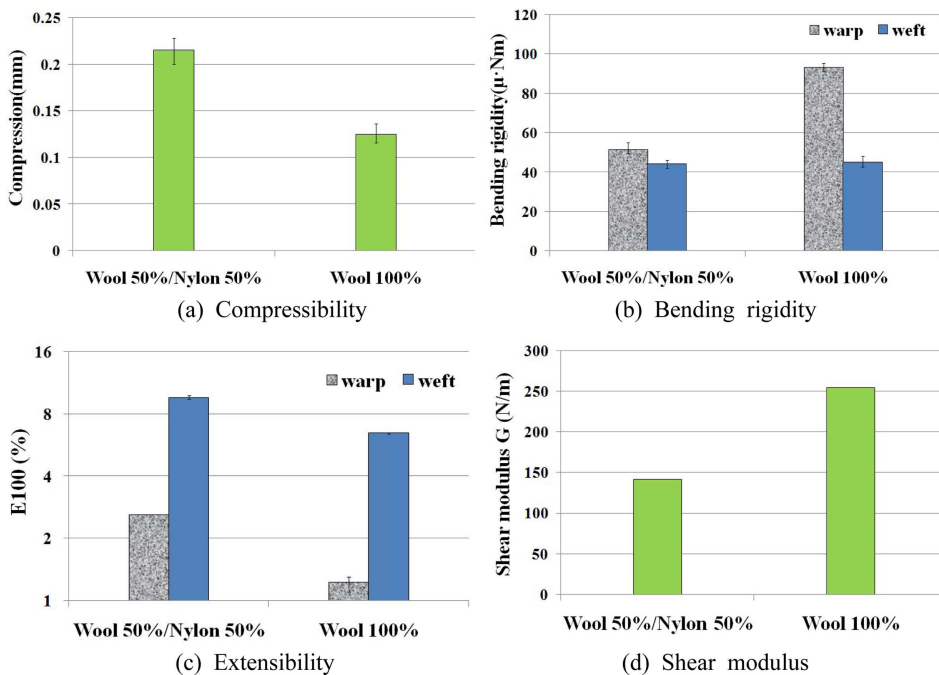 0.25
0.2
0.15
0.1
0.05
0
Compression(mm)
Wool 50%/Nylon 50%
Wool 100%
(a) Compressibility
120
100
80
60
40
20
0
Bending rigidity(μ·Nm)
warp
weft
Wool 50%/Nylon 50%
Wool 100%
(b) Bending rigidity
16
8
4
2
1
E100 (%)
warp
weft
Wool 50%/Nylon 50%
Wool 100%
(c) Extensibility
300
250
200
150
100
50
0
Shear modulus G (N/m)
Wool 50%/Nylon 50%
Wool 100%
(d) Shear modulus